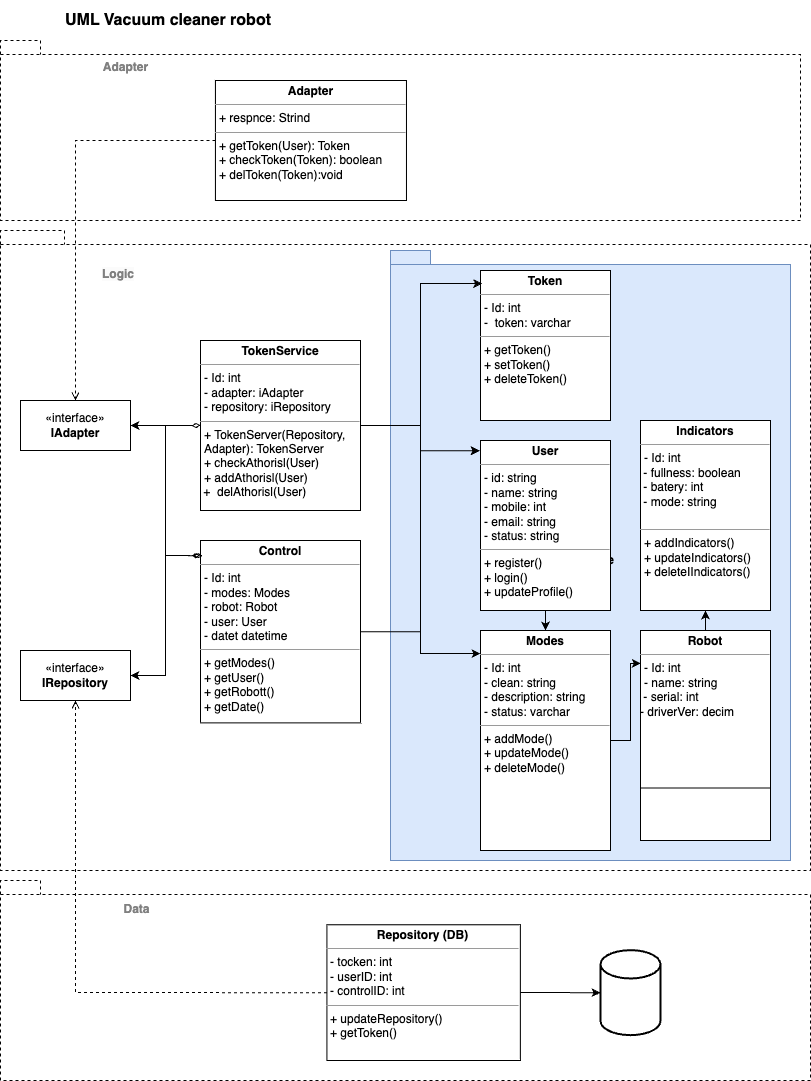 UML Vacuum cleaner robot
Adapter
Adapter
+ respnce: Strind
+ getToken(User): Token
+ checkToken(Token): boolean
+ delToken(Token):void
Logic
«interface»
IAdapter
«interface»
IRepository
TokenService
- Id: int
- adapter: iAdapter
- repository: iRepository
+ TokenServer(Repository,
Adapter): TokenServer
+ checkAthorisl(User)
+ addAthorisl(User)
+ delAthorisl(User)
Control
- Id: int
- modes: Modes
- robot: Robot
- user: User
- datet datetime
+ getModes()
+ getUser()
+ getRobott()
+ getDate()
Token
- Id: int
- token: varchar
+ getToken()
+ setToken()
+ deleteToken()
User
- id: string
- name: string
- mobile: int
- email: string
- status: string
+ register()
+ login()
+ updateProfile()
Modes
- Id: int
- clean: string
- description: string
- status: varchar
+ addMode()
+ updateMode()
+ deleteMode()
Indicators
- Id: int
- fullness: boolean
- batery: int
- mode: string
+ addIndicators()
+ updateIndicators()
+ deleteIIndicators()
Robot
- Id: int
- name: string
- serial: int
- driverVer: decim
Data
Repository (DB)
- tocken: int
- userID: int
- controlID: int
+ updateRepository()
+ getToken()